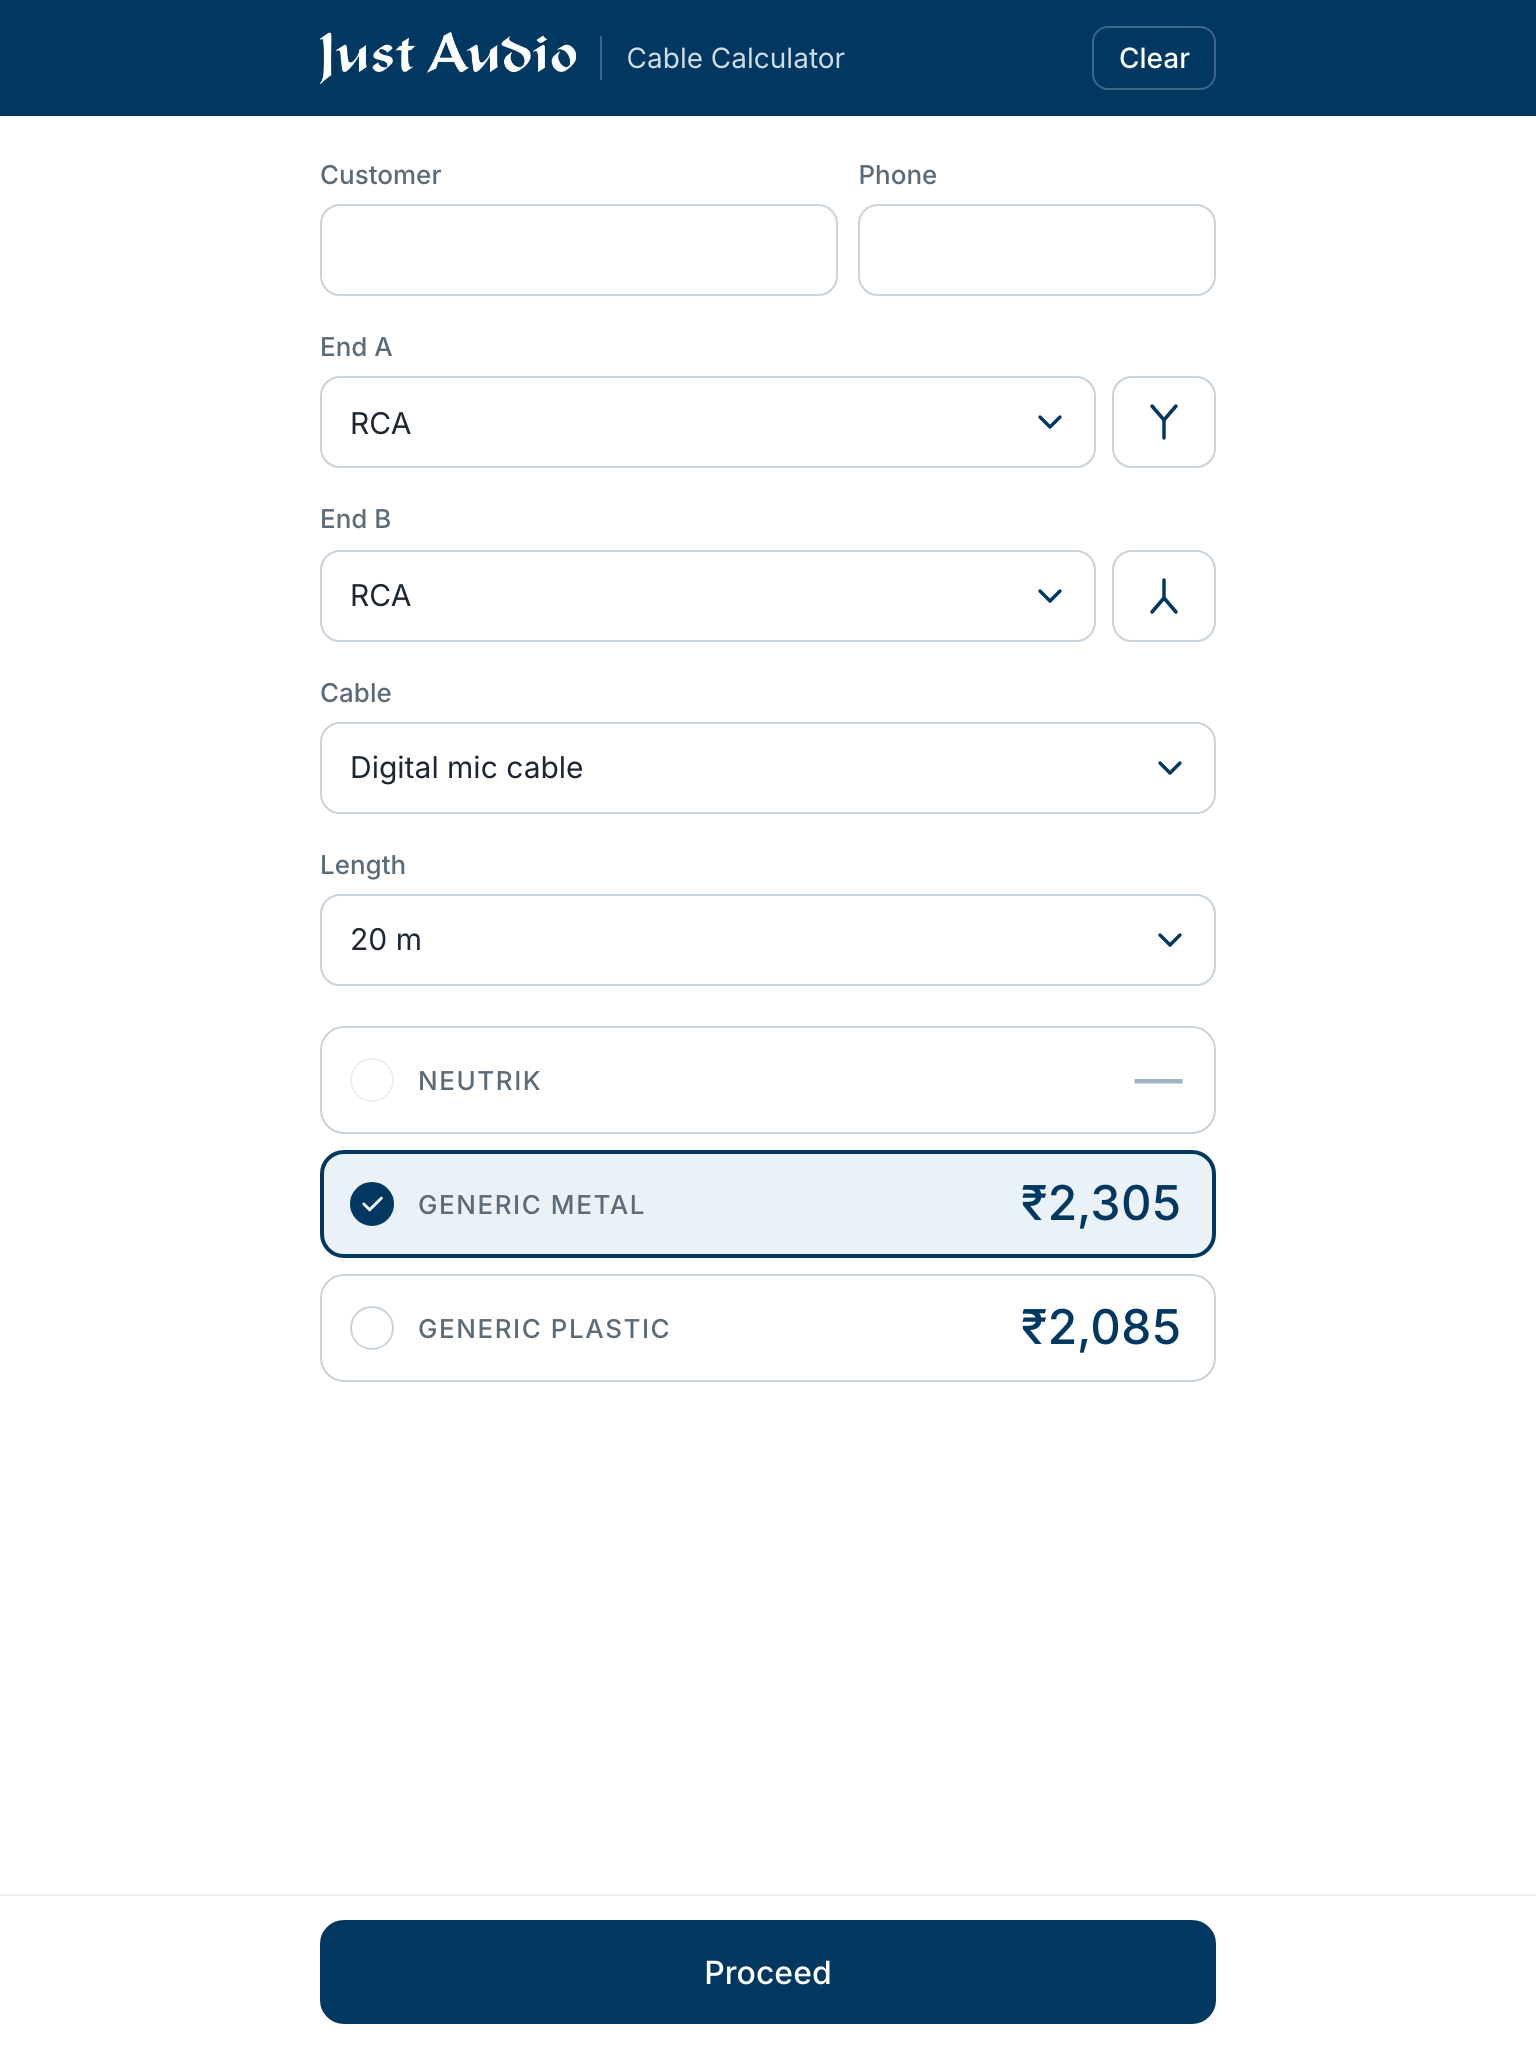 Just Audio
Cable Calculator
Clear
Customer
Phone
End A
RCA
End B
RCA
Cable
Digital mic cable
Length
20 m
NEUTRIK
—
GENERIC METAL
₹2,305
GENERIC PLASTIC
₹2,085
Proceed